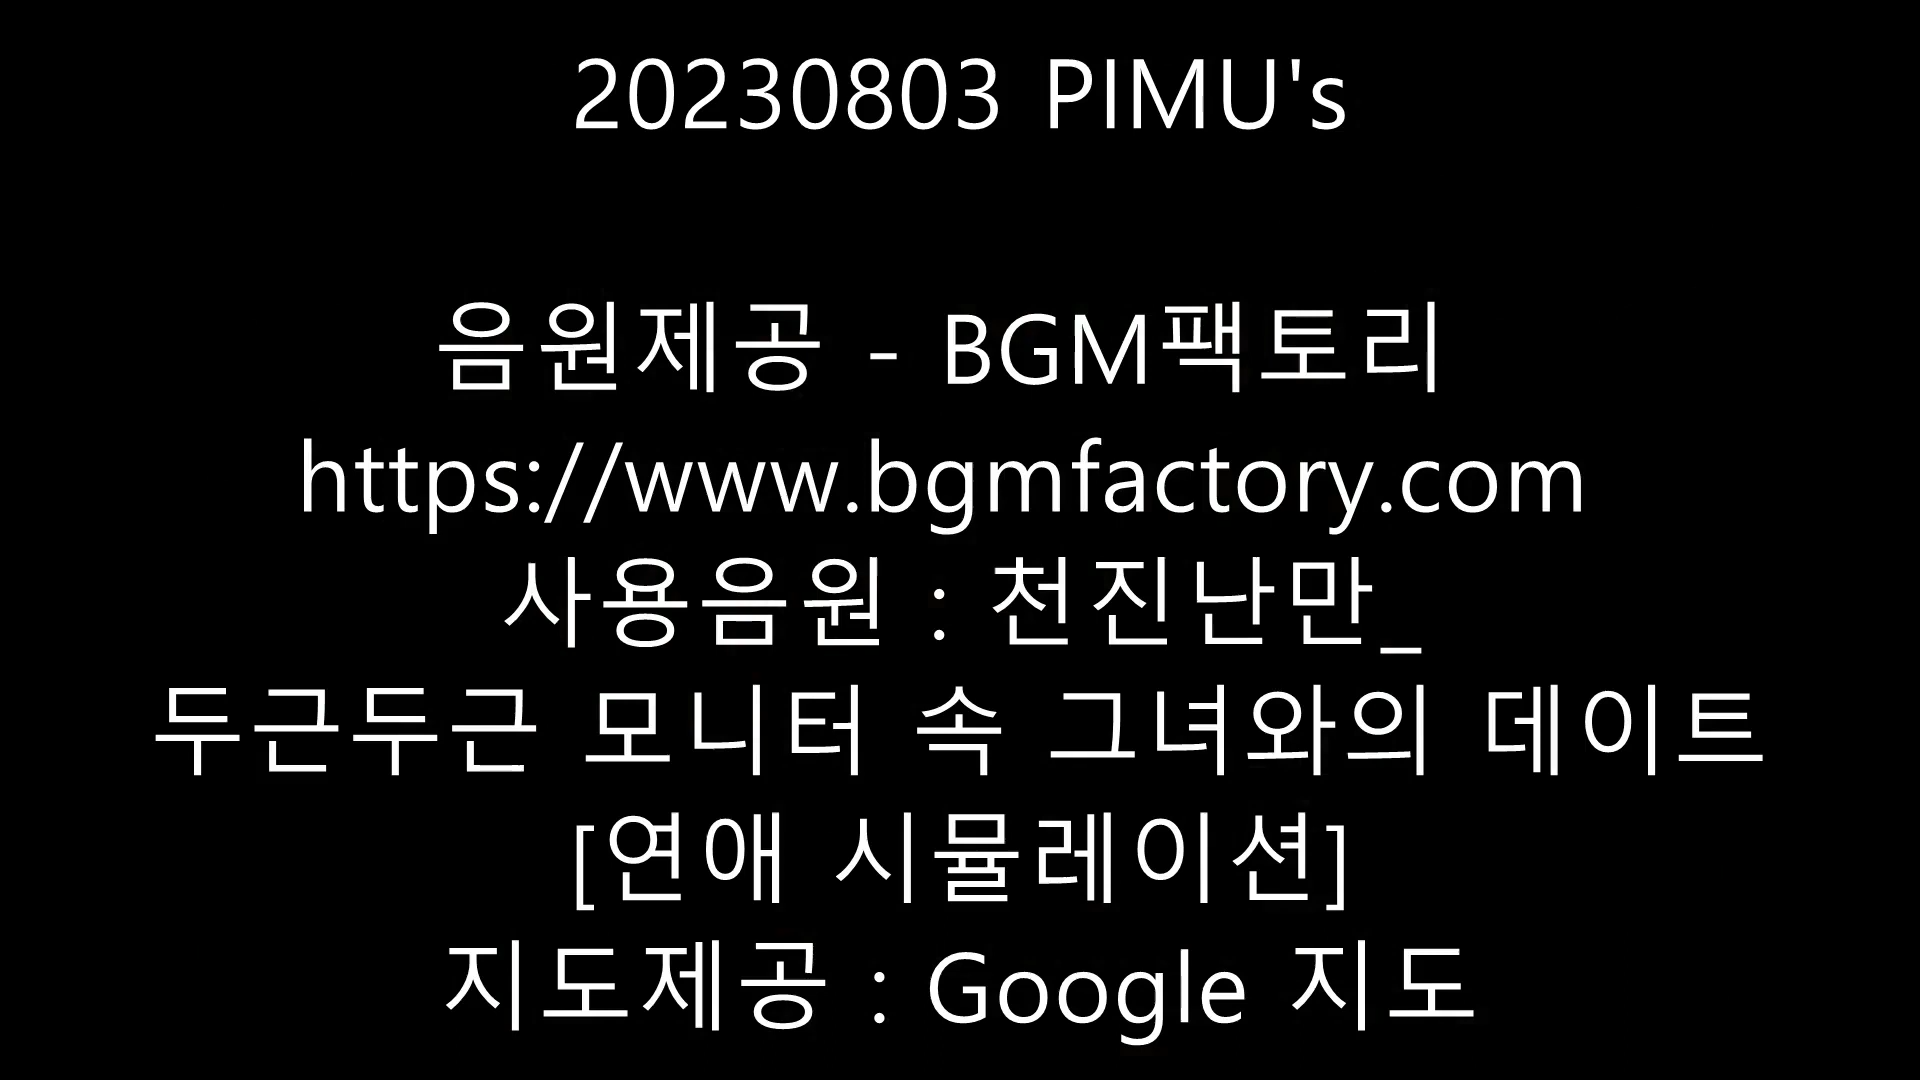 20230803 PIMU's
음원제공 - BGM팩토리
https://www.bgmfactory.com
사용음원 : 천진난만_
두근두근 모니터 속 그녀와의 데이트
[연애 시뮬레이션]
지도제공 : Google 지도